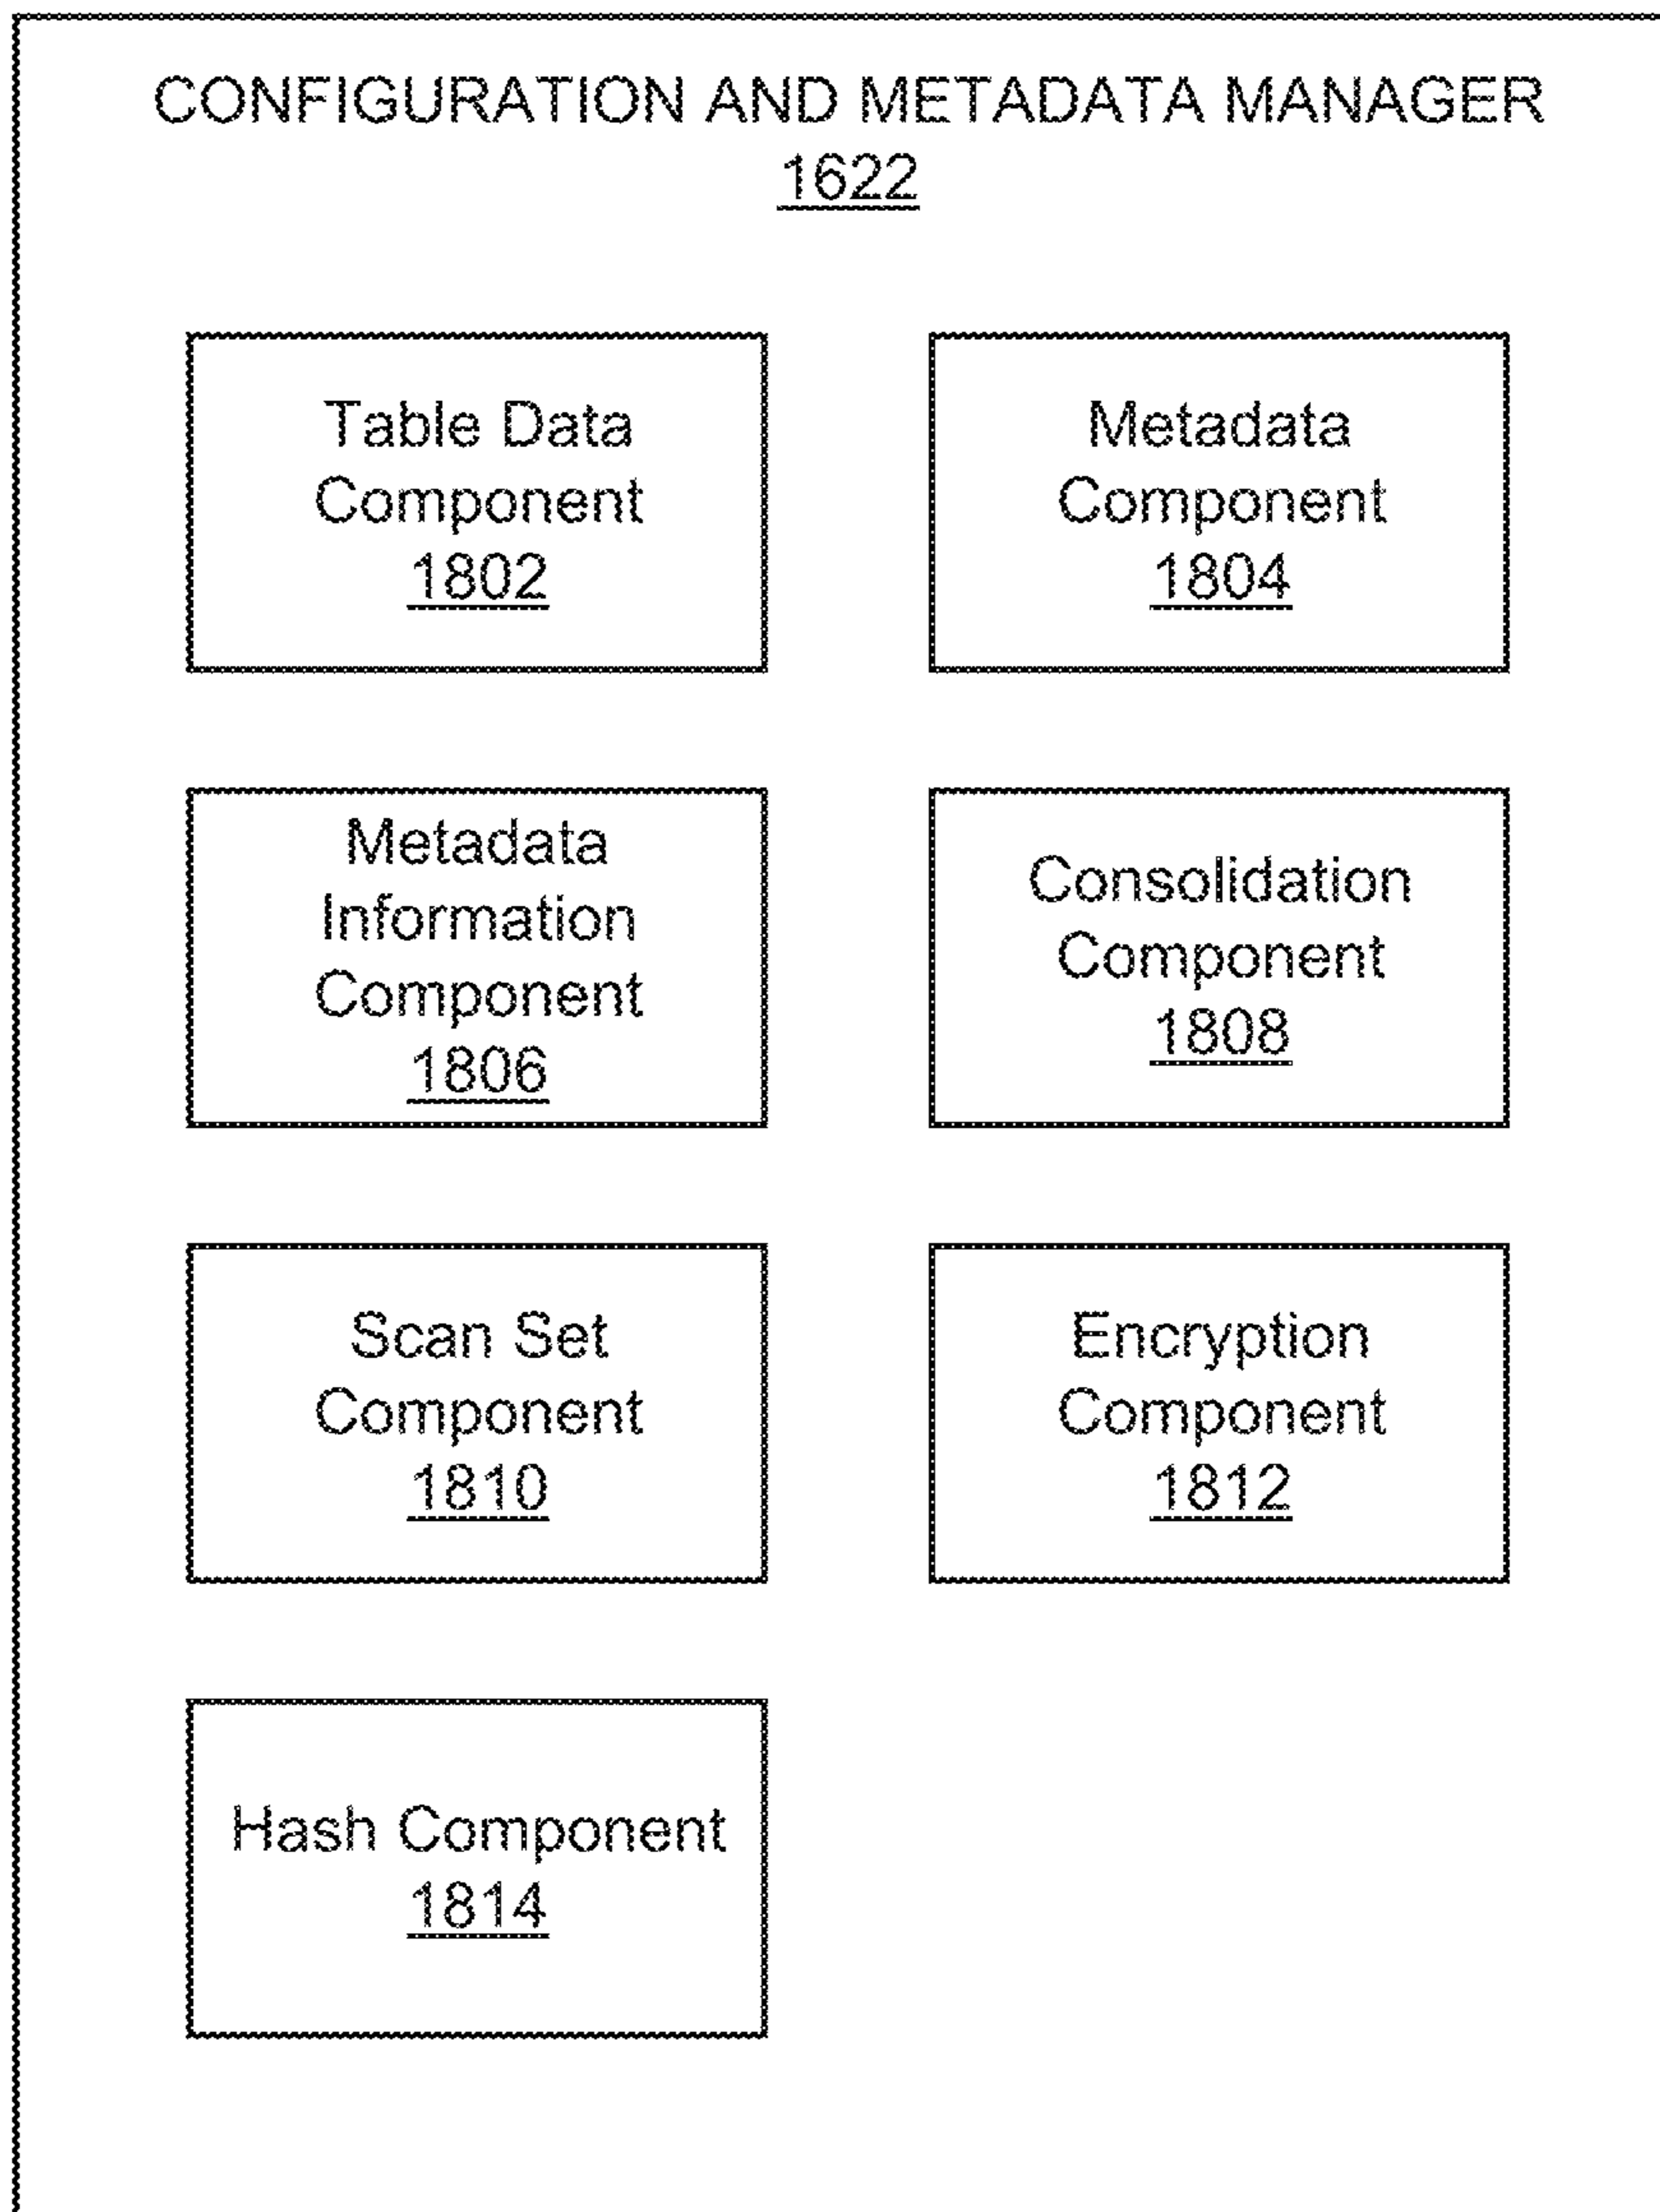 CONFIGURATION AND METADATA MANAGER
1622
Table Data
Component
1802
Metadata
Component
1804
Metadata
Information
Component
1806
Consolidation
Component
1808
Scan Set
Component
1810
Encryption
Component
1812
Hash Component
1814